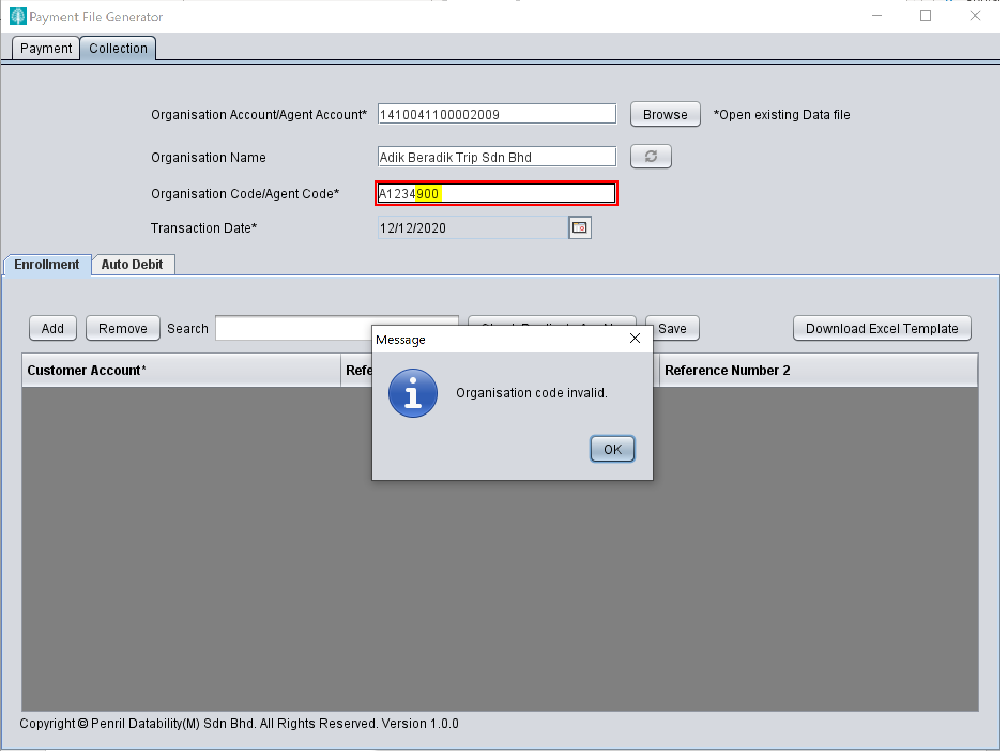 Payment File Generator
Payment Collection
Organisation Account/Agent Account* 1410041100002009 Browse *Open existing Data file
Organisation Name Adik Beradik Trip Sdn Bhd
Organisation Code/Agent Code* A1234900
Transaction Date* 12/12/2020
Enrollment Auto Debit
Add Remove Search Save Download Excel Template
Message
Customer Account* Reference Number 2
Organisation code invalid.
OK
Copyright © Penril Datability(M) Sdn Bhd. All Rights Reserved. Version 1.0.0